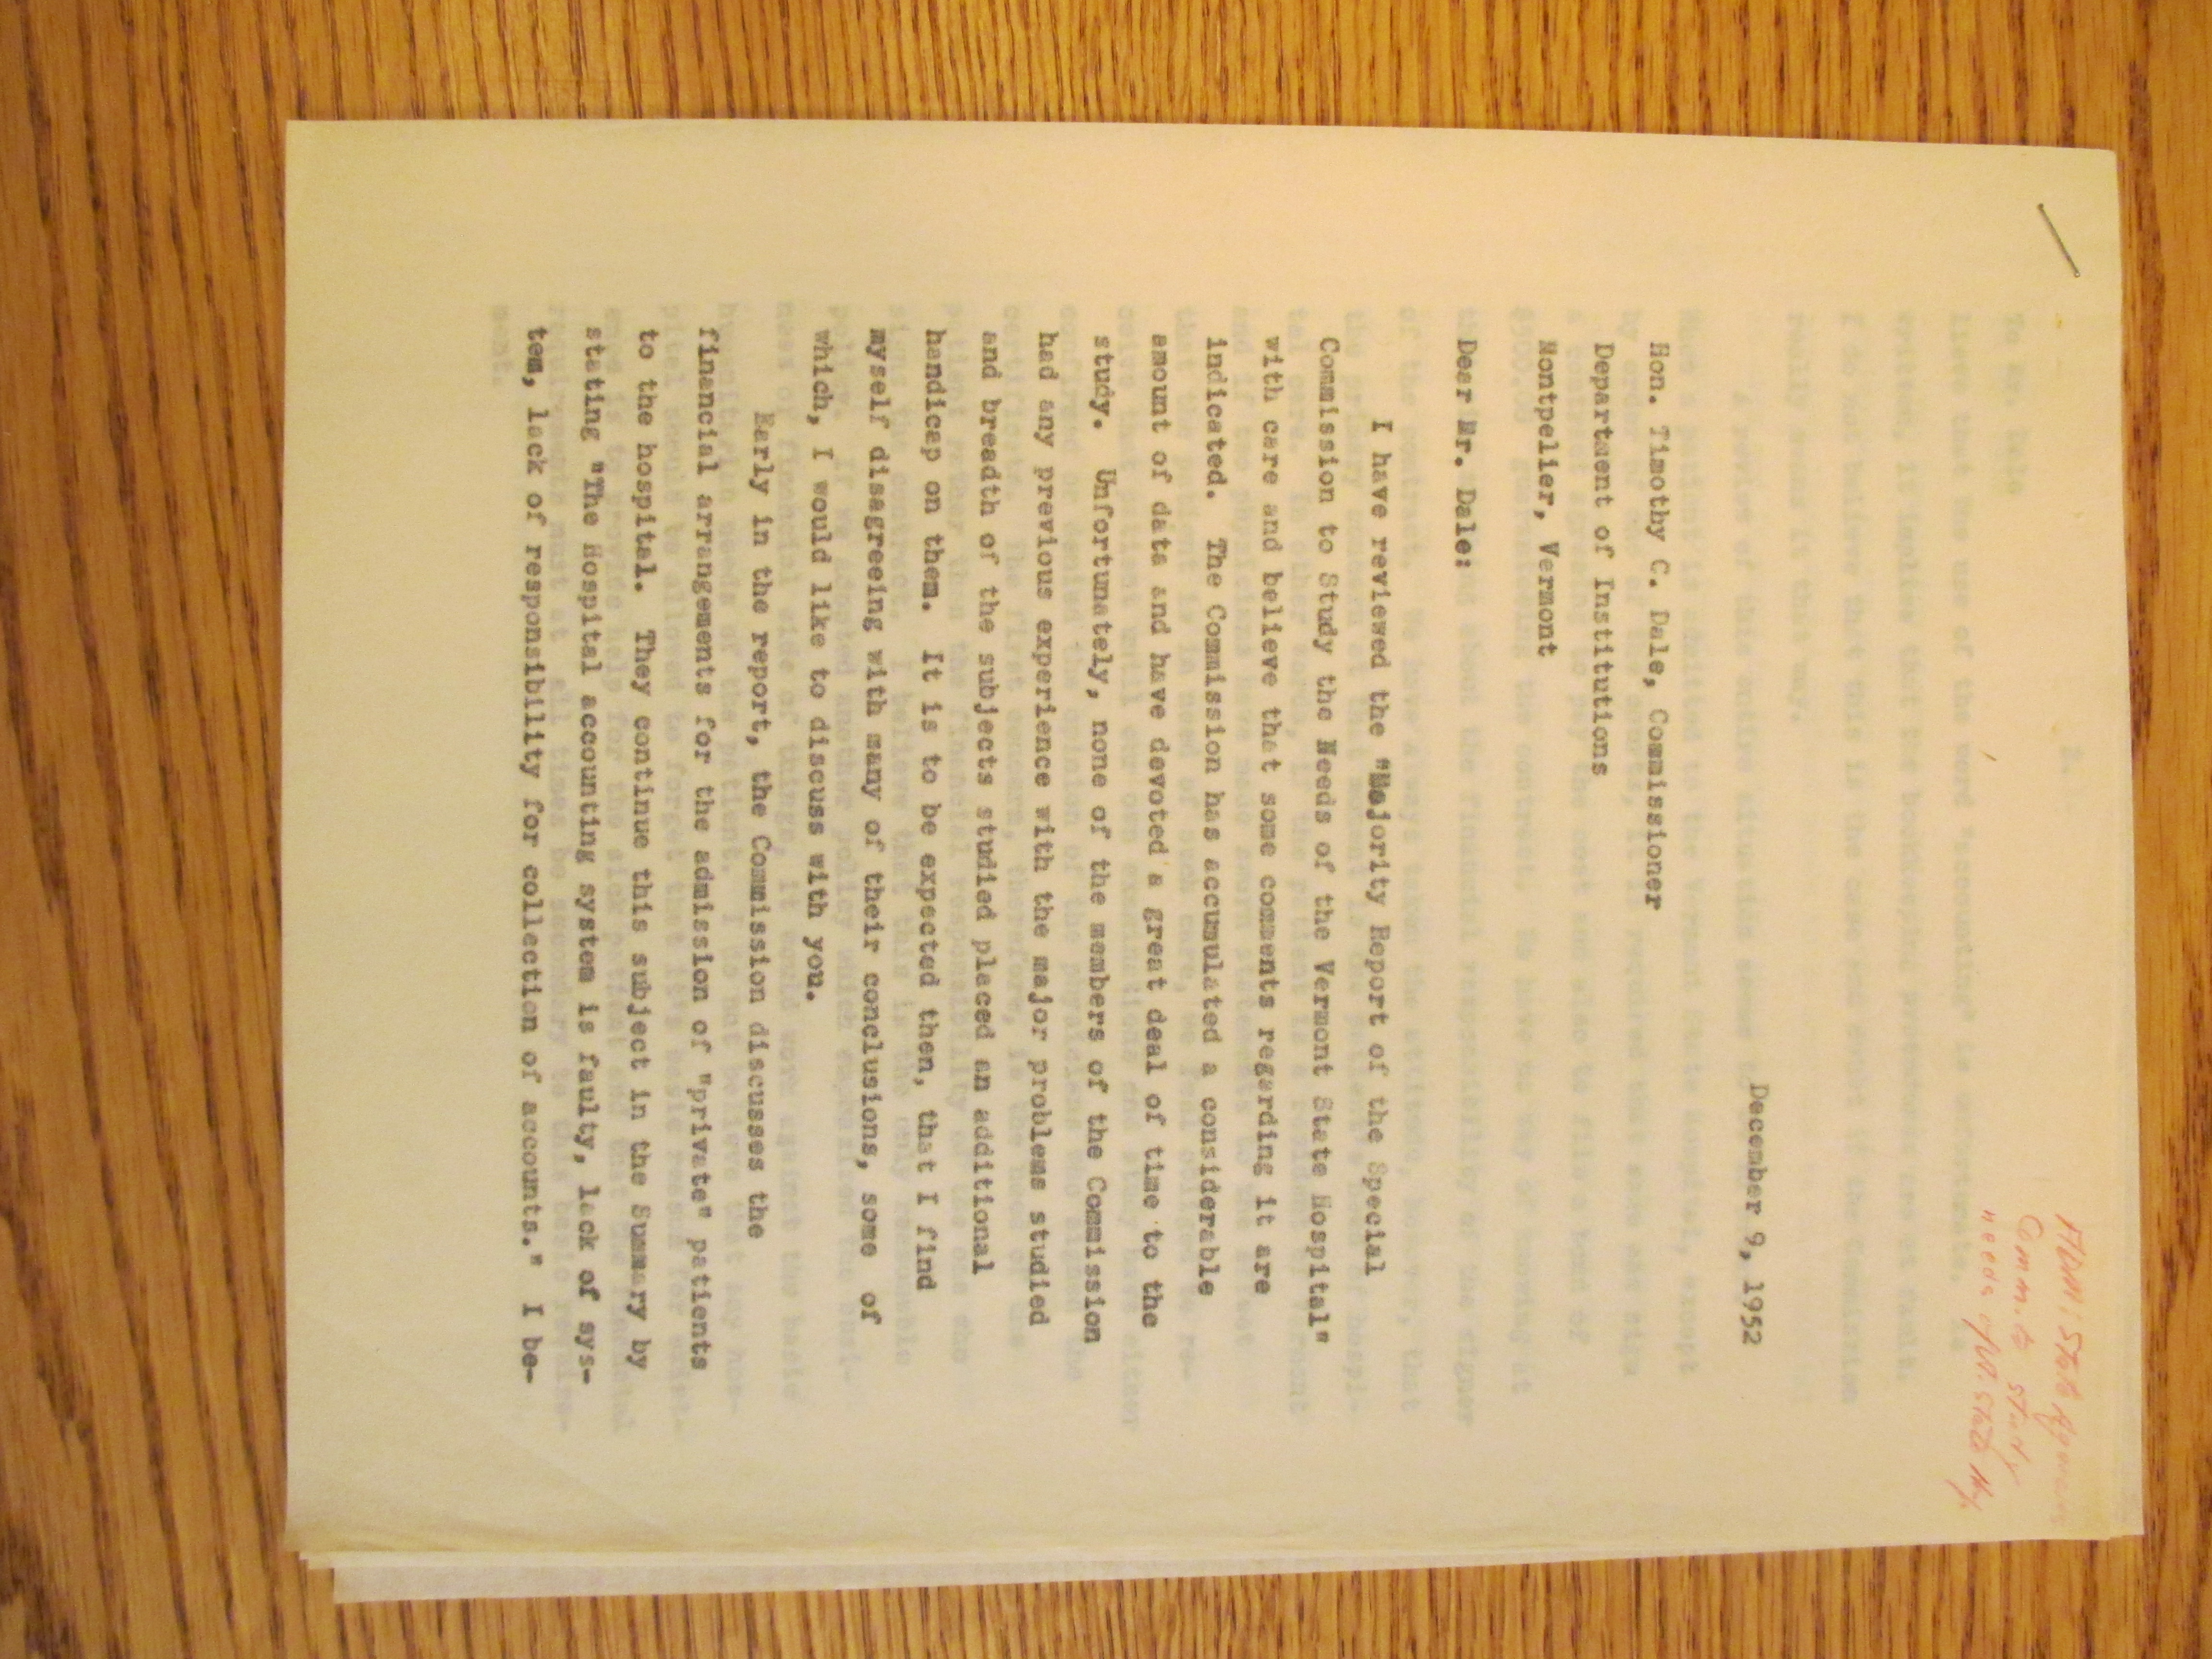 State
Comm. to study
"needs of Vt. State
December 9, 1952
Hon. Timothy C. Dale, Commissioner
Department of Institutions
Montpelier, Vermont
Dear Mr. Dale:
I have reviewed the "Majority Report of the Special
Commission to Study the Needs of the Vermont State Hospital"
with care and believe that some comments regarding it are
indicated. The Commission has accumulated a considerable
amount of data and have devoted a great deal of time to the
study. Unfortunately, none of the members of the Commission
had any previous experience with the major problems studied
and breadth of the subjects studied placed an additional
handicap on them. It is to be expected then, that I find
myself disagreeing with many of their conclusions, some of
which, I would like to discuss with you.
Early in the report, the Commission discusses the
financial arrangements for the admission of "private" patients
to the hospital. They continue this subject in the Summary by
stating "The Hospital accounting system is faulty, lack of sys-
tem, lack of responsibility for collection of accounts." I be-